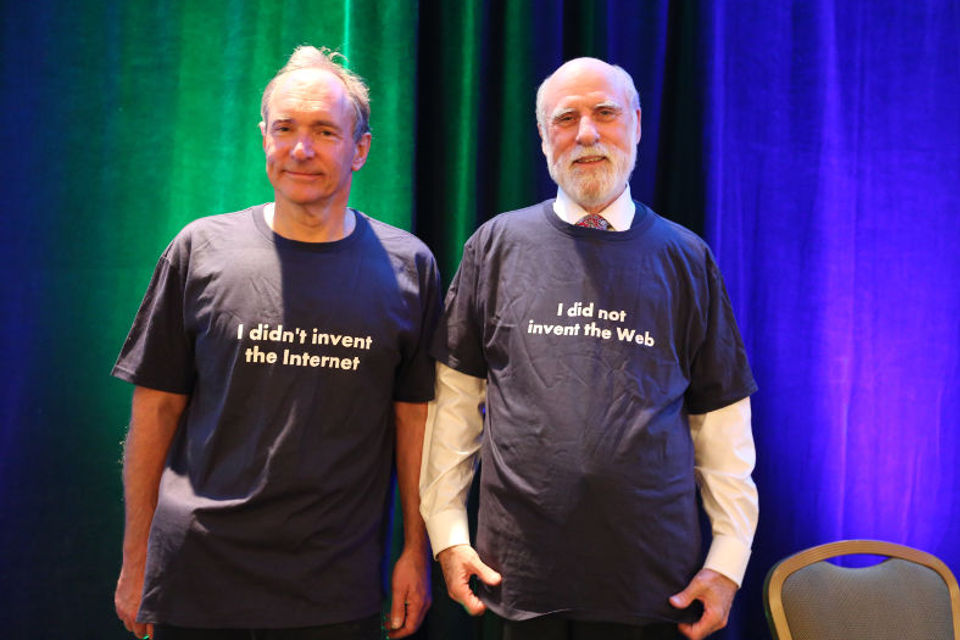 I didn't invent
the Internet
I did not
invent the Web